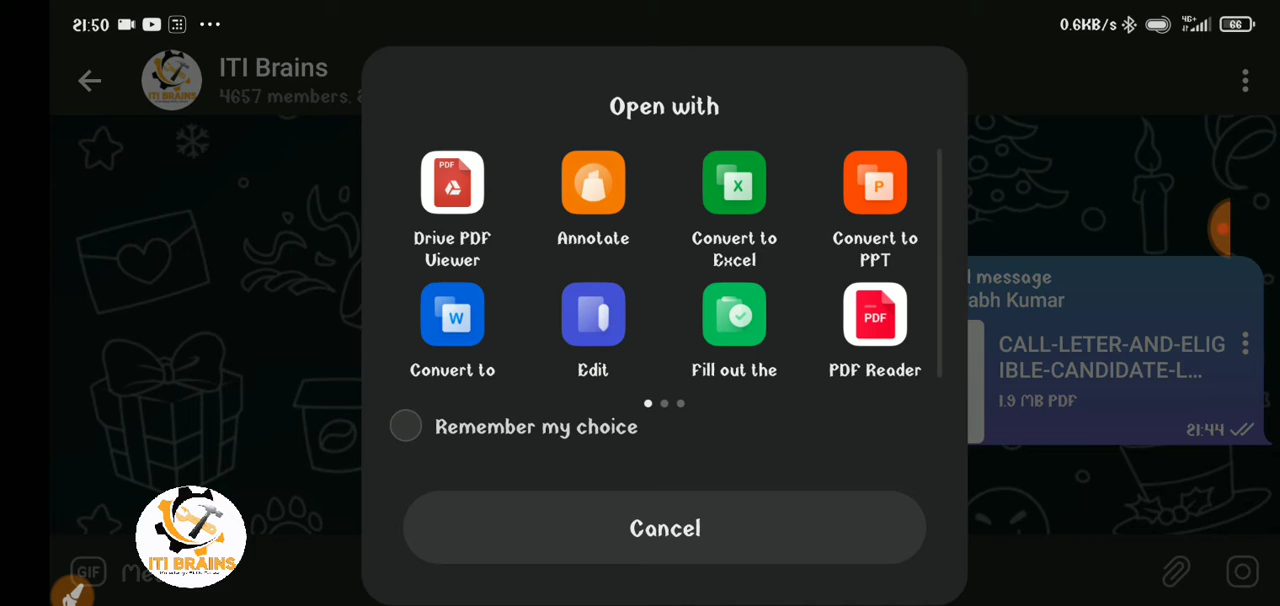 21:50
0.6KB/s 4G+ 66
ITI Brains
4657 members,
Open with
PDF
Drive PDF
Viewer
Annotate
X
Convert to
Excel
P
Convert to
PPT
W
Convert to
Edit
Fill out the
PDF
PDF Reader
Remember my choice
Cancel
message
abh Kumar
CALL-LETER-AND-ELIG
IBLE-CANDIDATE-L...
1.9 MB PDF
21:44
GIF
ITI BRAINS